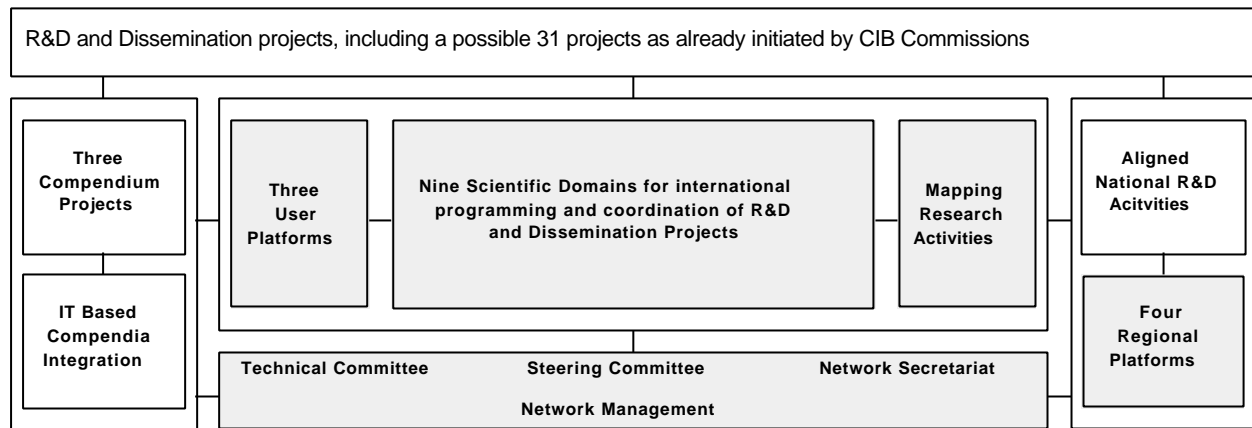 R&D and Dissemination projects, including a possible 31 projects as already initiated by CIB Commissions
Three
Compendium
Projects
IT Based
Compendia
Integration
Three
User
Platforms
Nine Scientific Domains for international
programming and coordination of R&D
and Dissemination Projects
Mapping
Research
Activities
Aligned
National R&D
Acitvities
Four
Regional
Platforms
Technical Committee
Steering Committee
Network Secretariat
Network Management